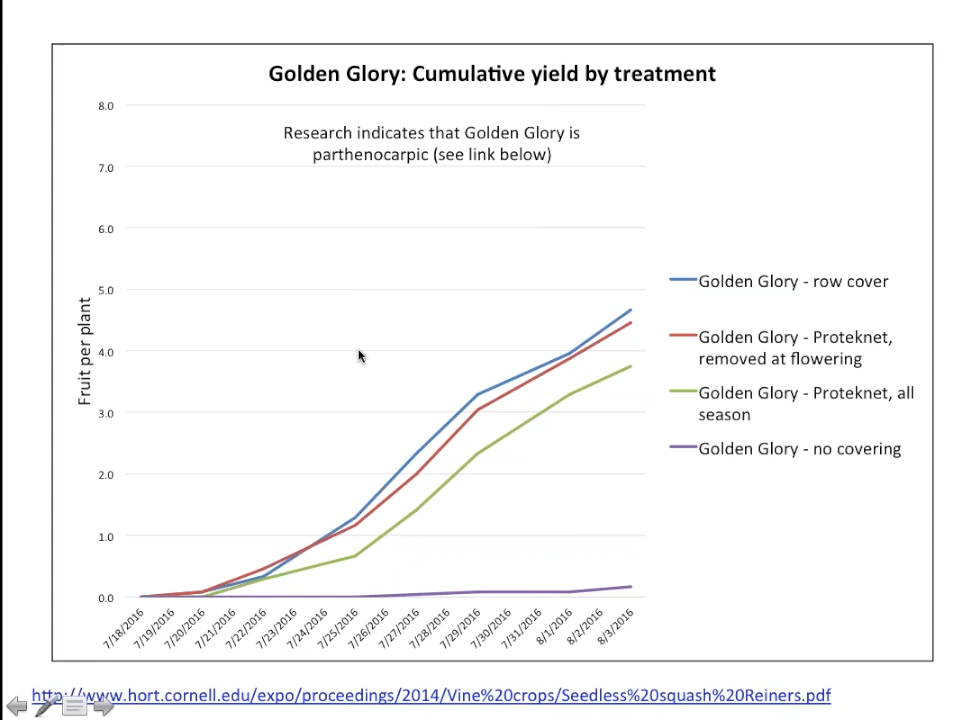 Golden Glory: Cumulative yield by treatment
Research indicates that Golden Glory is
parthenocarpic (see link below)
8.0
7.0
6.0
5.0
4.0
3.0
2.0
1.0
0.0
Fruit per plant
7/18/2016
7/19/2016
7/20/2016
7/21/2016
7/22/2016
7/23/2016
7/24/2016
7/25/2016
7/26/2016
7/27/2016
7/28/2016
7/29/2016
7/30/2016
7/31/2016
8/1/2016
8/2/2016
8/3/2016
Golden Glory - row cover
Golden Glory - Proteknet,
removed at flowering
Golden Glory - Proteknet, all
season
Golden Glory - no covering
http://www.hort.cornell.edu/expo/proceedings/2014/Vine%20crops/Seedless%20squash%20Reiners.pdf